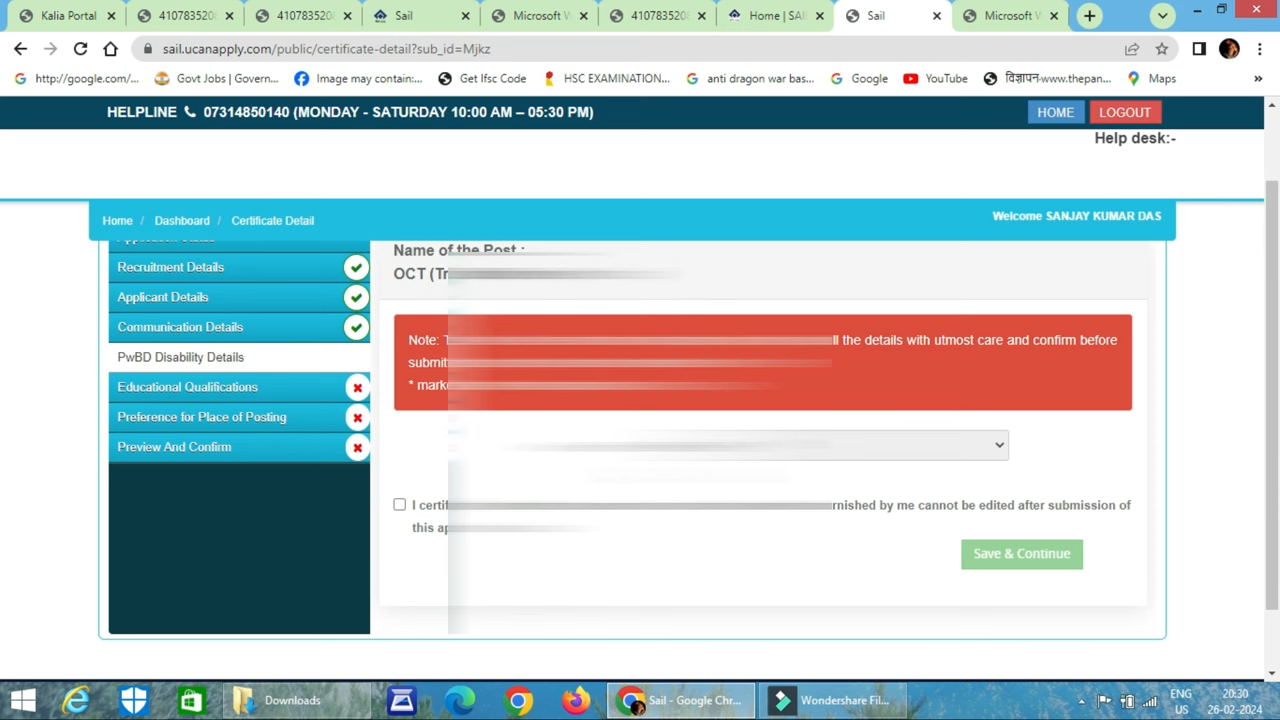 Kalia Portal
4107835208
4107835208
Sail
Microsoft W
4107835208
Home | SAI
Sail
Microsoft W
sail.ucanapply.com/public/certificate-detail?sub_id=Mjkz
http://google.com/...
Govt Jobs | Govern...
Image may contain:...
Get Ifsc Code
HSC EXAMINATION...
anti dragon war bas...
Google
YouTube
विज्ञापन-www.thepan...
Maps
»
HELPLINE 07314850140 (MONDAY - SATURDAY 10:00 AM – 05:30 PM)
HOME
LOGOUT
Help desk:-
Home / Dashboard / Certificate Detail
Welcome SANJAY KUMAR DAS
Recruitment Details
Applicant Details
Communication Details
PwBD Disability Details
Educational Qualifications
Preference for Place of Posting
Preview And Confirm
Name of the Post :
OCT (Tr
Note: ll the details with utmost care and confirm before
submit
* marke
I certif rnished by me cannot be edited after submission of
this ap
Save & Continue
Downloads
Sail - Google Chr...
Wondershare Fil...
ENG
US
20:30
26-02-2024